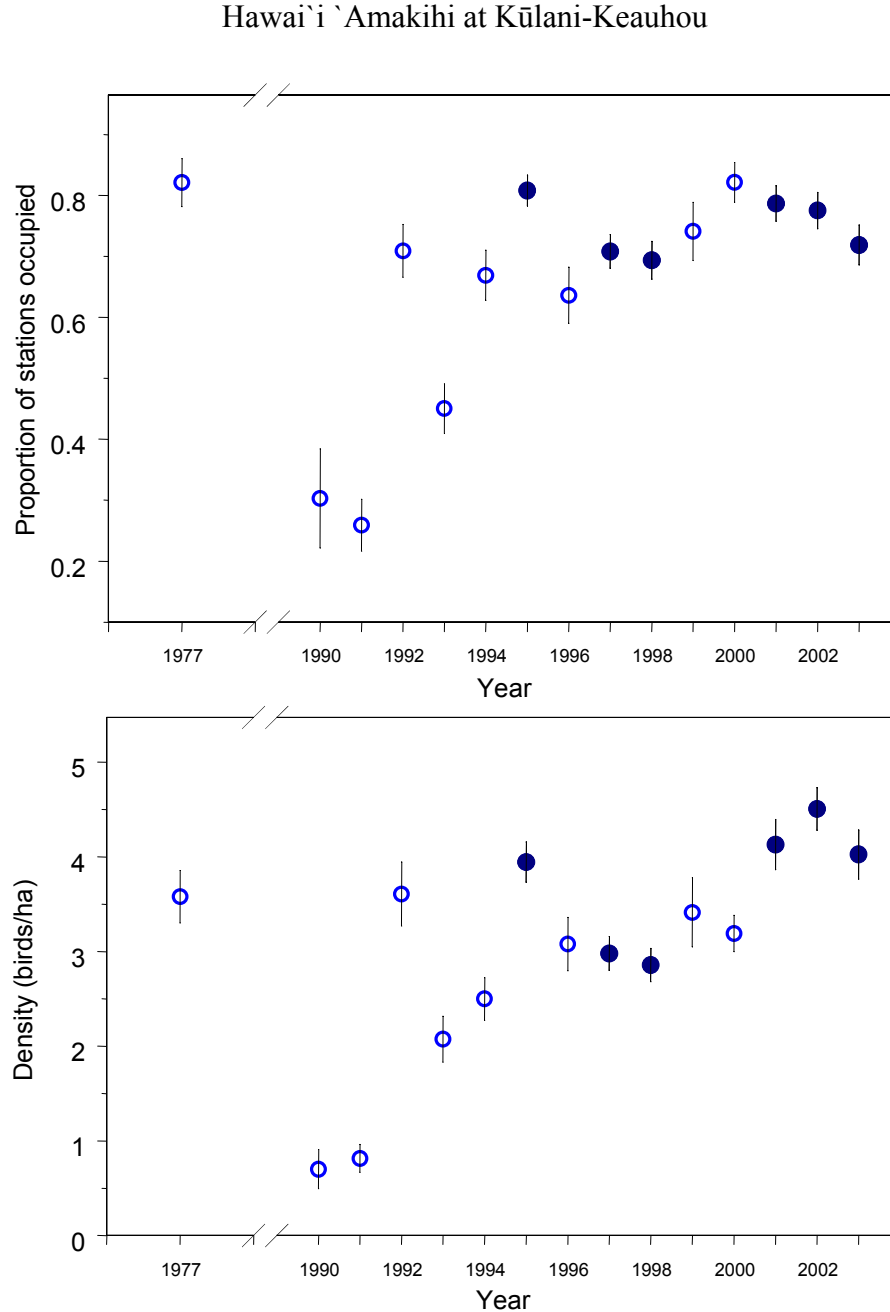 Hawai`i `Amakihi at Kūlani-Keauhou
Proportion of stations occupied
0.8
0.6
0.4
0.2
1977 1990 1992 1994 1996 1998 2000 2002
Year
Density (birds/ha)
5
4
3
2
1
0
1977 1990 1992 1994 1996 1998 2000 2002
Year